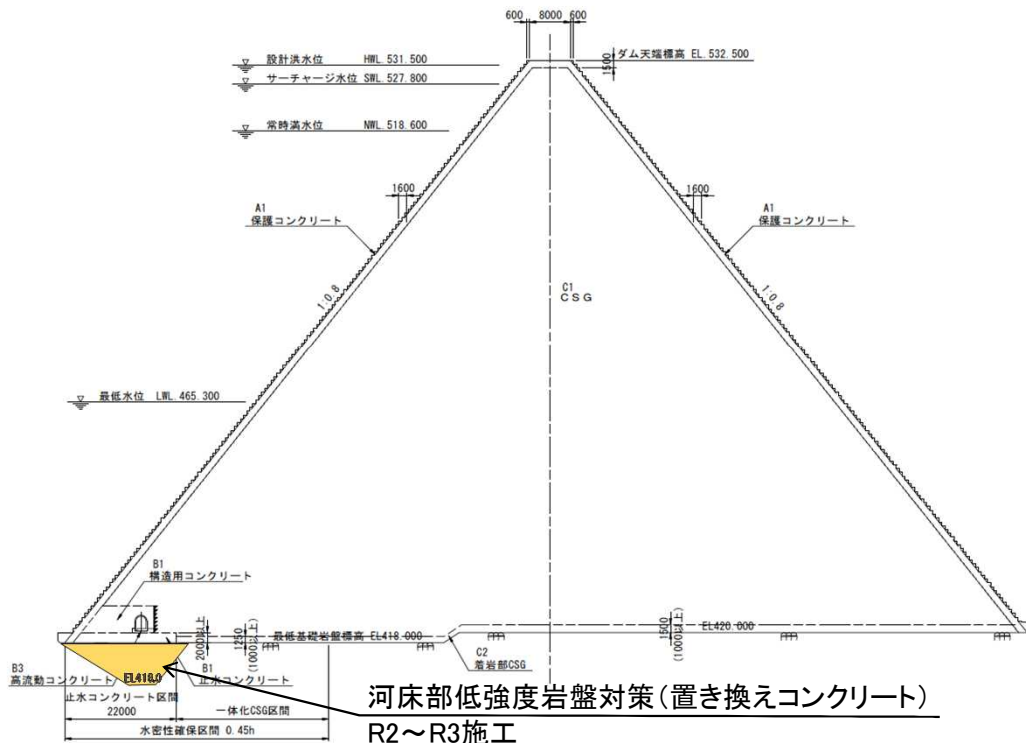 600 8000 600
ダム天端標高 EL.532.500
1500
設計洪水位 HWL.531.500
サーチャージ水位 SWL.527.800
常時満水位 NWL.518.600
1600
1600
A1
保護コンクリート
A1
保護コンクリート
1:0.8
1:0.8
C1
CSG
最低水位 LWL.465.300
B1
構造用コンクリート
2000以上
1250
(1000以上)
最低基礎岩盤標高 EL418.000
1500
(1000以上)
EL420.000
C2
着岩部CSG
B3
高流動コンクリート
EL410.0
B1
止水コンクリート
止水コンクリート区間
22000
一体化CSG区間
水密性確保区間 0.45h
河床部低強度岩盤対策(置き換えコンクリート)
R2～R3施工